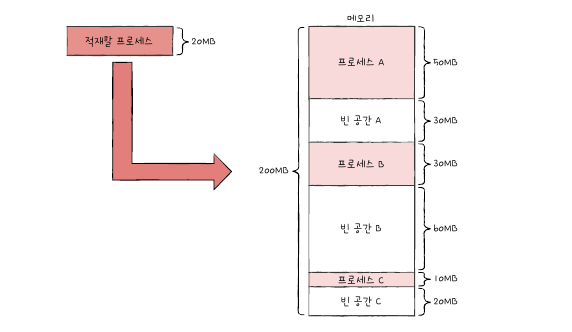 메모리
적재할 프로세스
20MB
프로세스 A
50MB
빈 공간 A
30MB
프로세스 B
30MB
200MB
빈 공간 B
60MB
프로세스 C
10MB
빈 공간 C
20MB